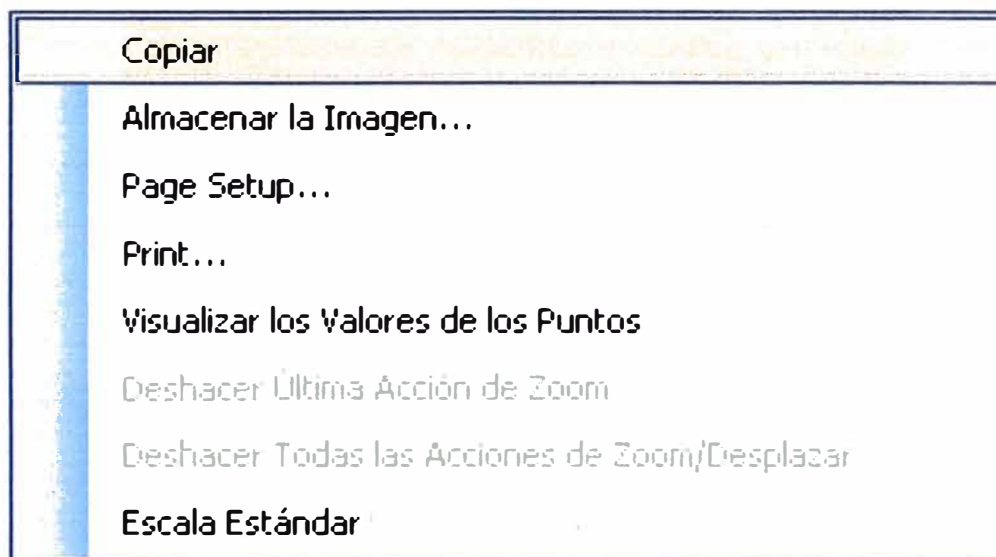 Copiar
Almacenar la Imagen...
Page Setup...
Print...
Visualizar los Valores de los Puntos
Deshacer Última Acción de Zoom
Deshacer Todas las Acciones de Zoom/Desplazar
Escala Estándar